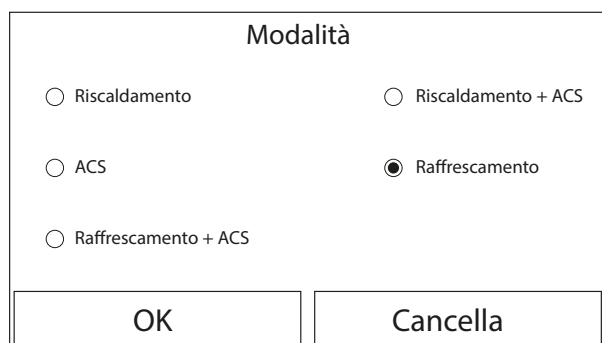 Modalità
Riscaldamento
Riscaldamento + ACS
ACS
Raffrescamento
Raffrescamento + ACS
OK
Cancella